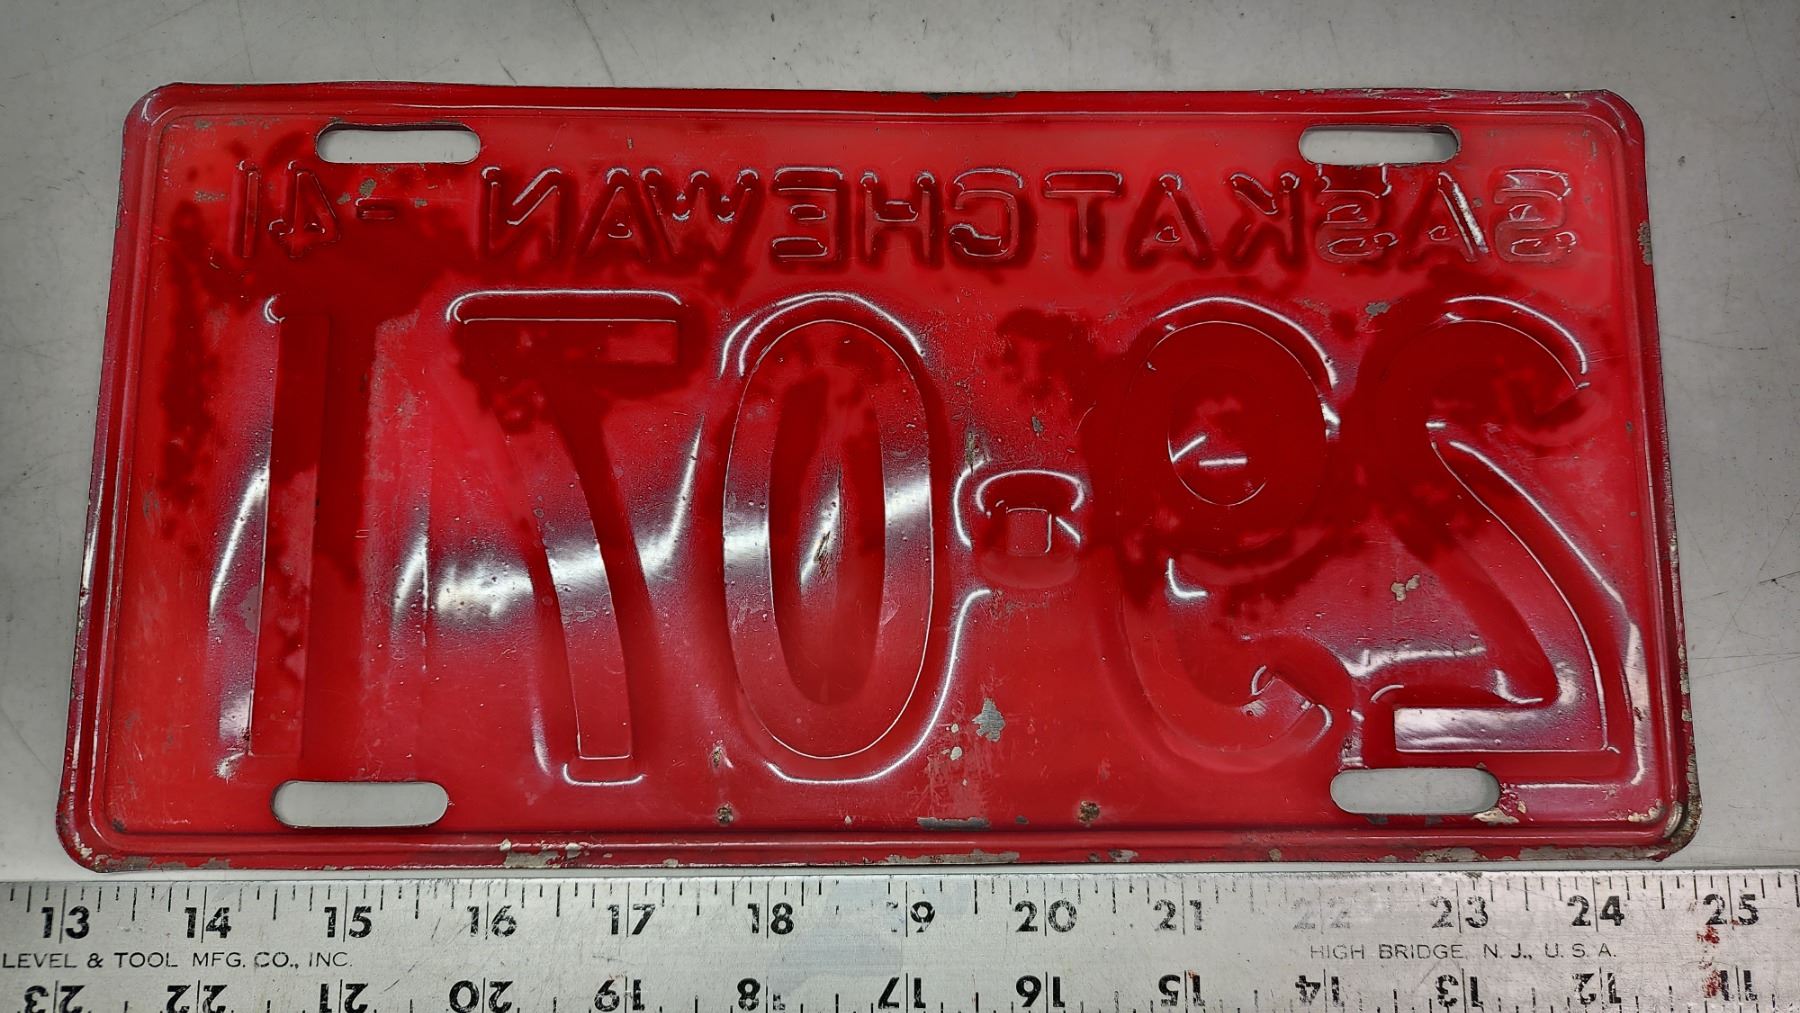 SASKATCHEWAN - 41
29-071
13 14 15 16 17 18 19 20 21 22 23 24 25
LEVEL & TOOL MFG. CO., INC. HIGH BRIDGE, N. J., U. S. A.
23 22 21 20 19 18 17 16 15 14 13 12 11